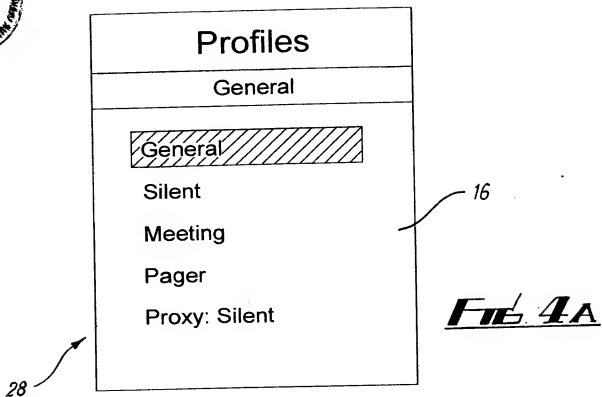 Profiles
General
General
Silent
Meeting
Pager
Proxy: Silent
16
28
FIG. 4A